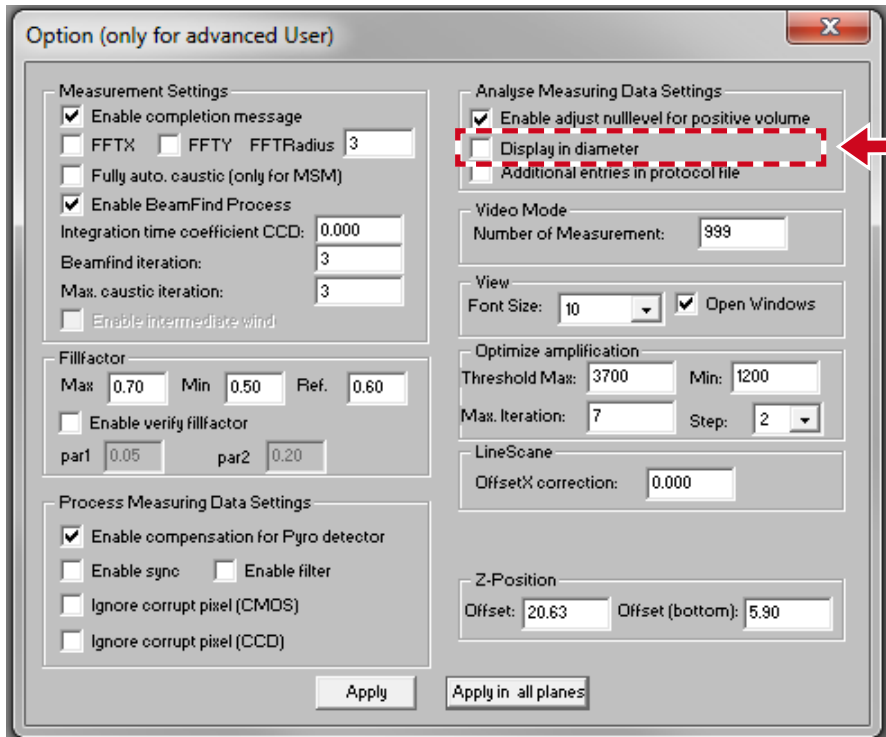 Option (only for advanced User)
Measurement Settings
Enable completion message
FFTX FFTY FFTRadius 3
Fully auto. caustic (only for MSM)
Enable BeamFind Process
Integration time coefficient CCD: 0.000
Beamfind iteration: 3
Max. caustic iteration: 3
Enable intermediate wind
Fillfactor
Max 0.70 Min 0.50 Ref. 0.60
Enable verify fillfactor
par1 0.05 par2 0.20
Process Measuring Data Settings
Enable compensation for Pyro detector
Enable sync Enable filter
Ignore corrupt pixel (CMOS)
Ignore corrupt pixel (CCD)
Analyse Measuring Data Settings
Enable adjust nulllevel for positive volume
Display in diameter
Additional entries in protocol file
Video Mode
Number of Measurement: 999
View
Font Size: 10 Open Windows
Optimize amplification
Threshold Max: 3700 Min: 1200
Max. Iteration: 7 Step: 2
LineScane
OffsetX correction: 0.000
Z-Position
Offset: 20.63 Offset (bottom): 5.90
Apply Apply in all planes